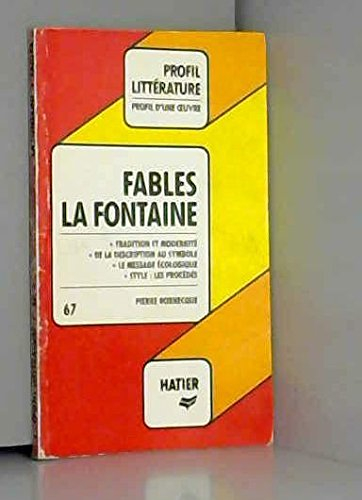 PROFIL
LITTÉRATURE
PROFIL D'UNE ŒUVRE
FABLES
LA FONTAINE
• TRADITION ET MODERNITÉ
• DE LA DESCRIPTION AU SYMBOLE
• LE MESSAGE ÉCOLOGIQUE
• STYLE : LES PROCÉDÉS
PIERRE BORNECQUE
67
HATIER